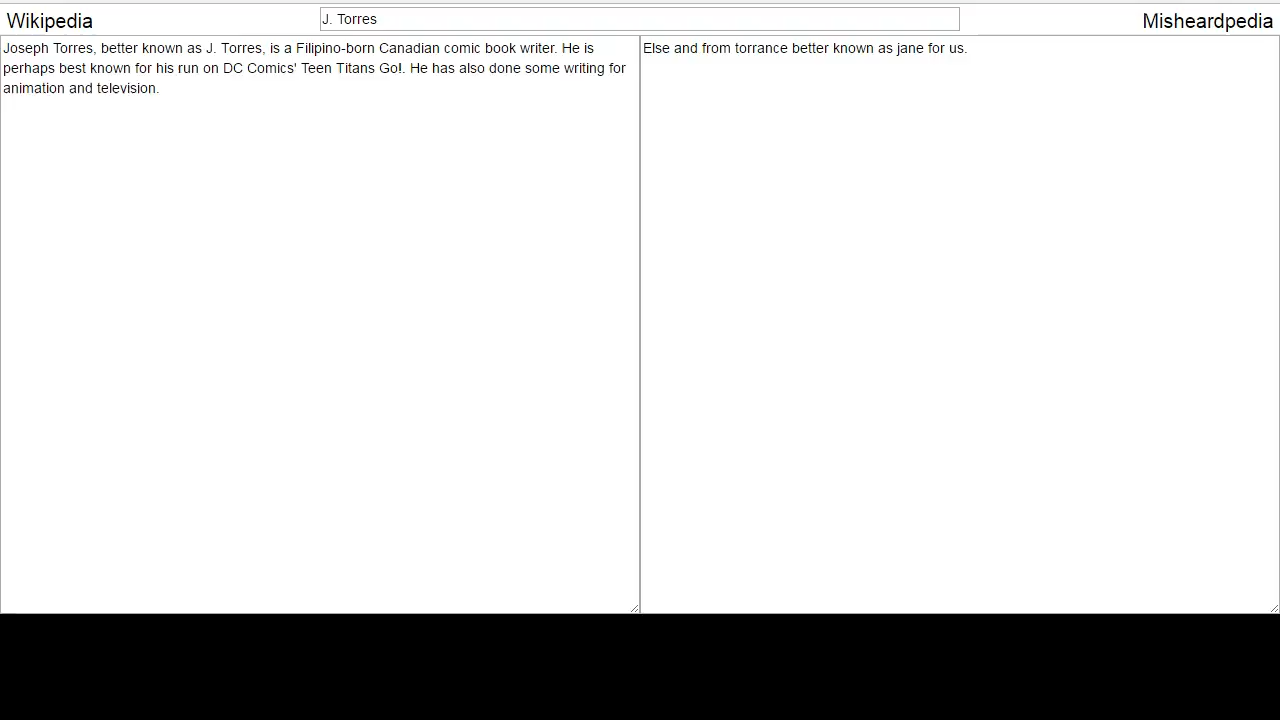 Wikipedia
J. Torres
Misheardpedia
Joseph Torres, better known as J. Torres, is a Filipino-born Canadian comic book writer. He is
perhaps best known for his run on DC Comics' Teen Titans Go!. He has also done some writing for
animation and television.
Else and from torrance better known as jane for us.